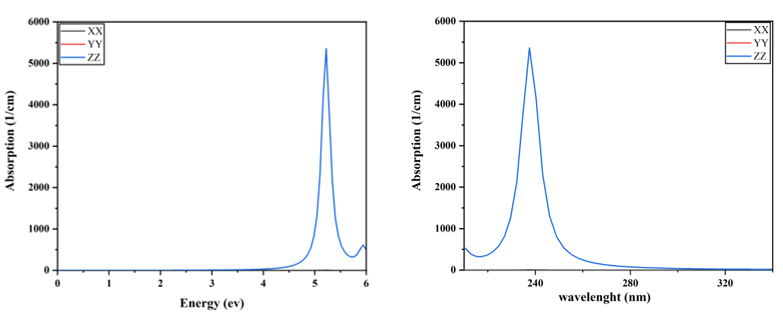 6000
5000
4000
3000
2000
1000
0
Absorption (1/cm)
XX
YY
ZZ
0 1 2 3 4 5 6
Energy (ev)
6000
5000
4000
3000
2000
1000
0
Absorption (1/cm)
XX
YY
ZZ
240 280 320
wavelenght (nm)